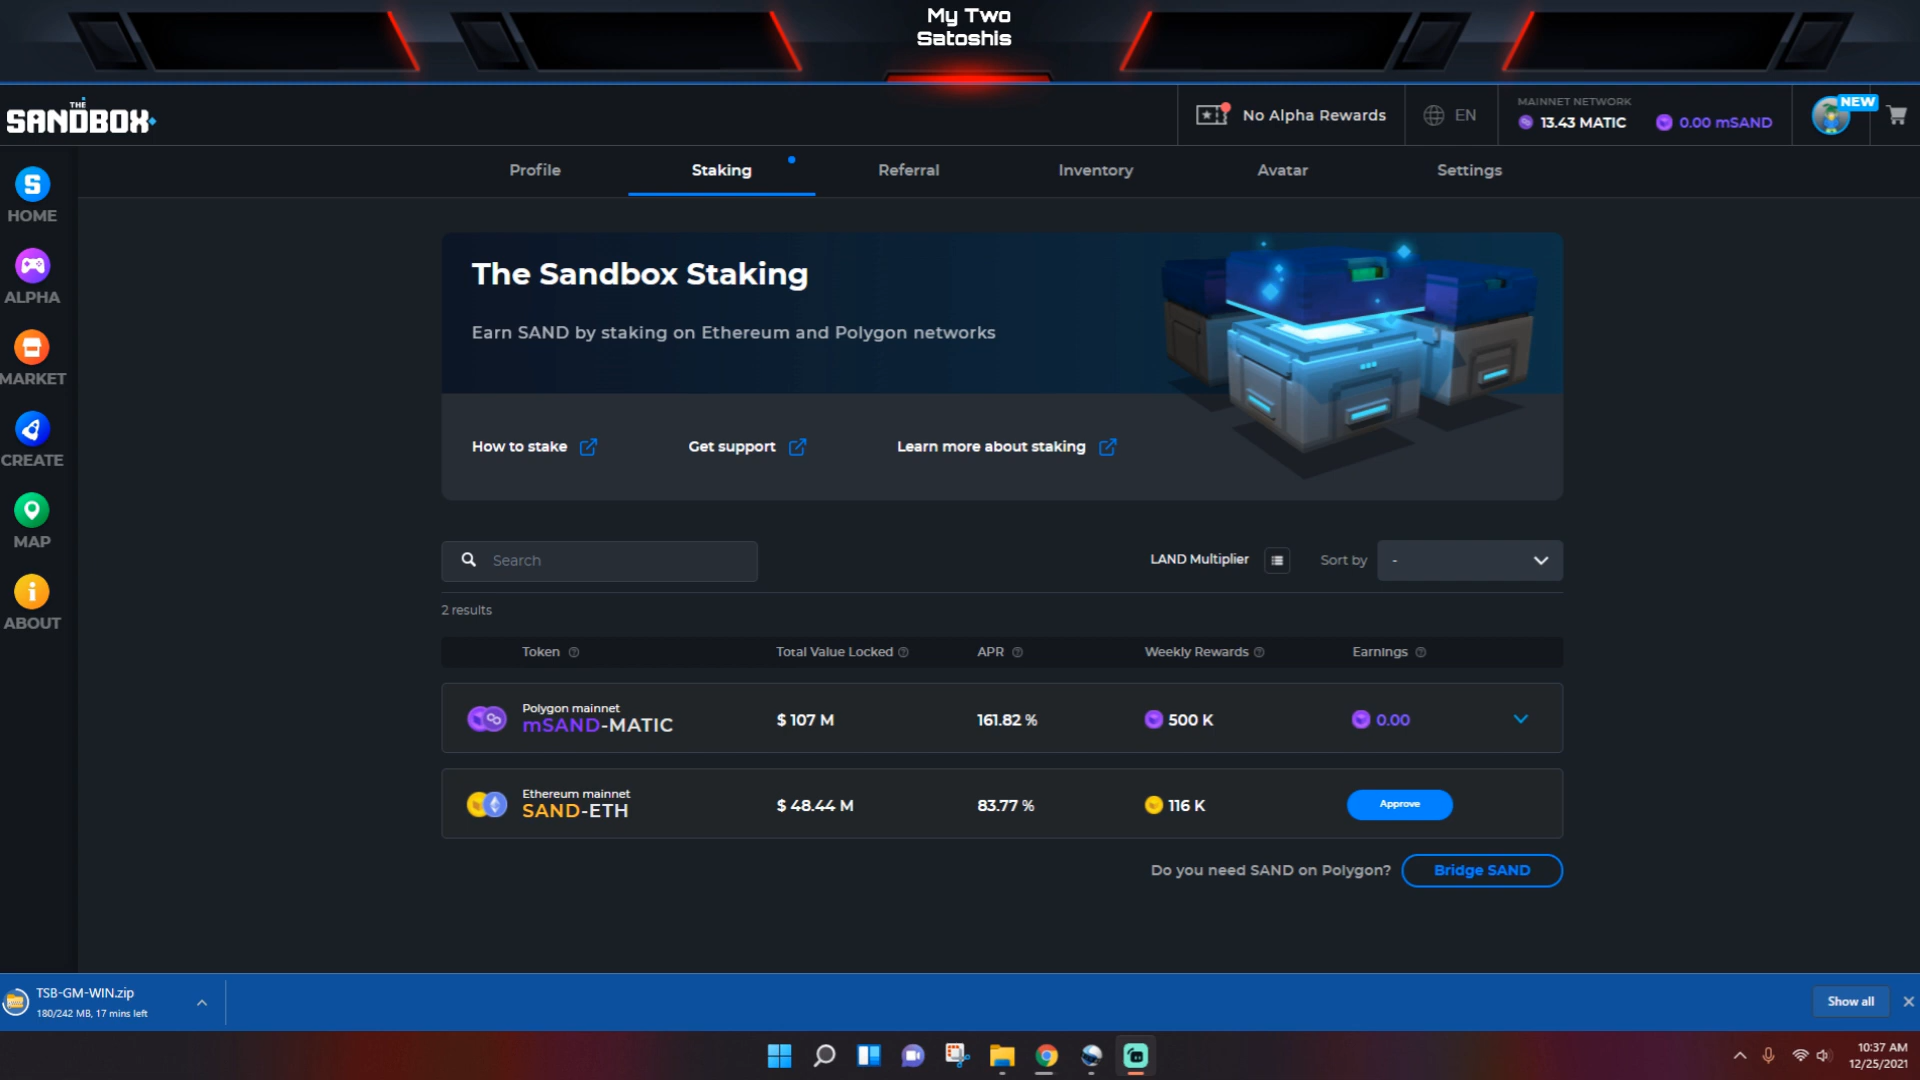 My Two
Satoshis
THE
SANDBOX
No Alpha Rewards
EN
MAINNET NETWORK
13.43 MATIC
0.00 mSAND
NEW
Profile
Staking
Referral
Inventory
Avatar
Settings
S
HOME
ALPHA
MARKET
CREATE
MAP
ABOUT
The Sandbox Staking
Earn SAND by staking on Ethereum and Polygon networks
How to stake
Get support
Learn more about staking
Search
LAND Multiplier
Sort by
-
2 results
Token
Total Value Locked
APR
Weekly Rewards
Earnings
Polygon mainnet
mSAND-MATIC
$ 107 M
161.82 %
500 K
0.00
Ethereum mainnet
SAND-ETH
$ 48.44 M
83.77 %
116 K
Approve
Do you need SAND on Polygon?
Bridge SAND
TSB-GM-WIN.zip
180/242 MB, 17 mins left
Show all
10:37 AM
12/25/2021